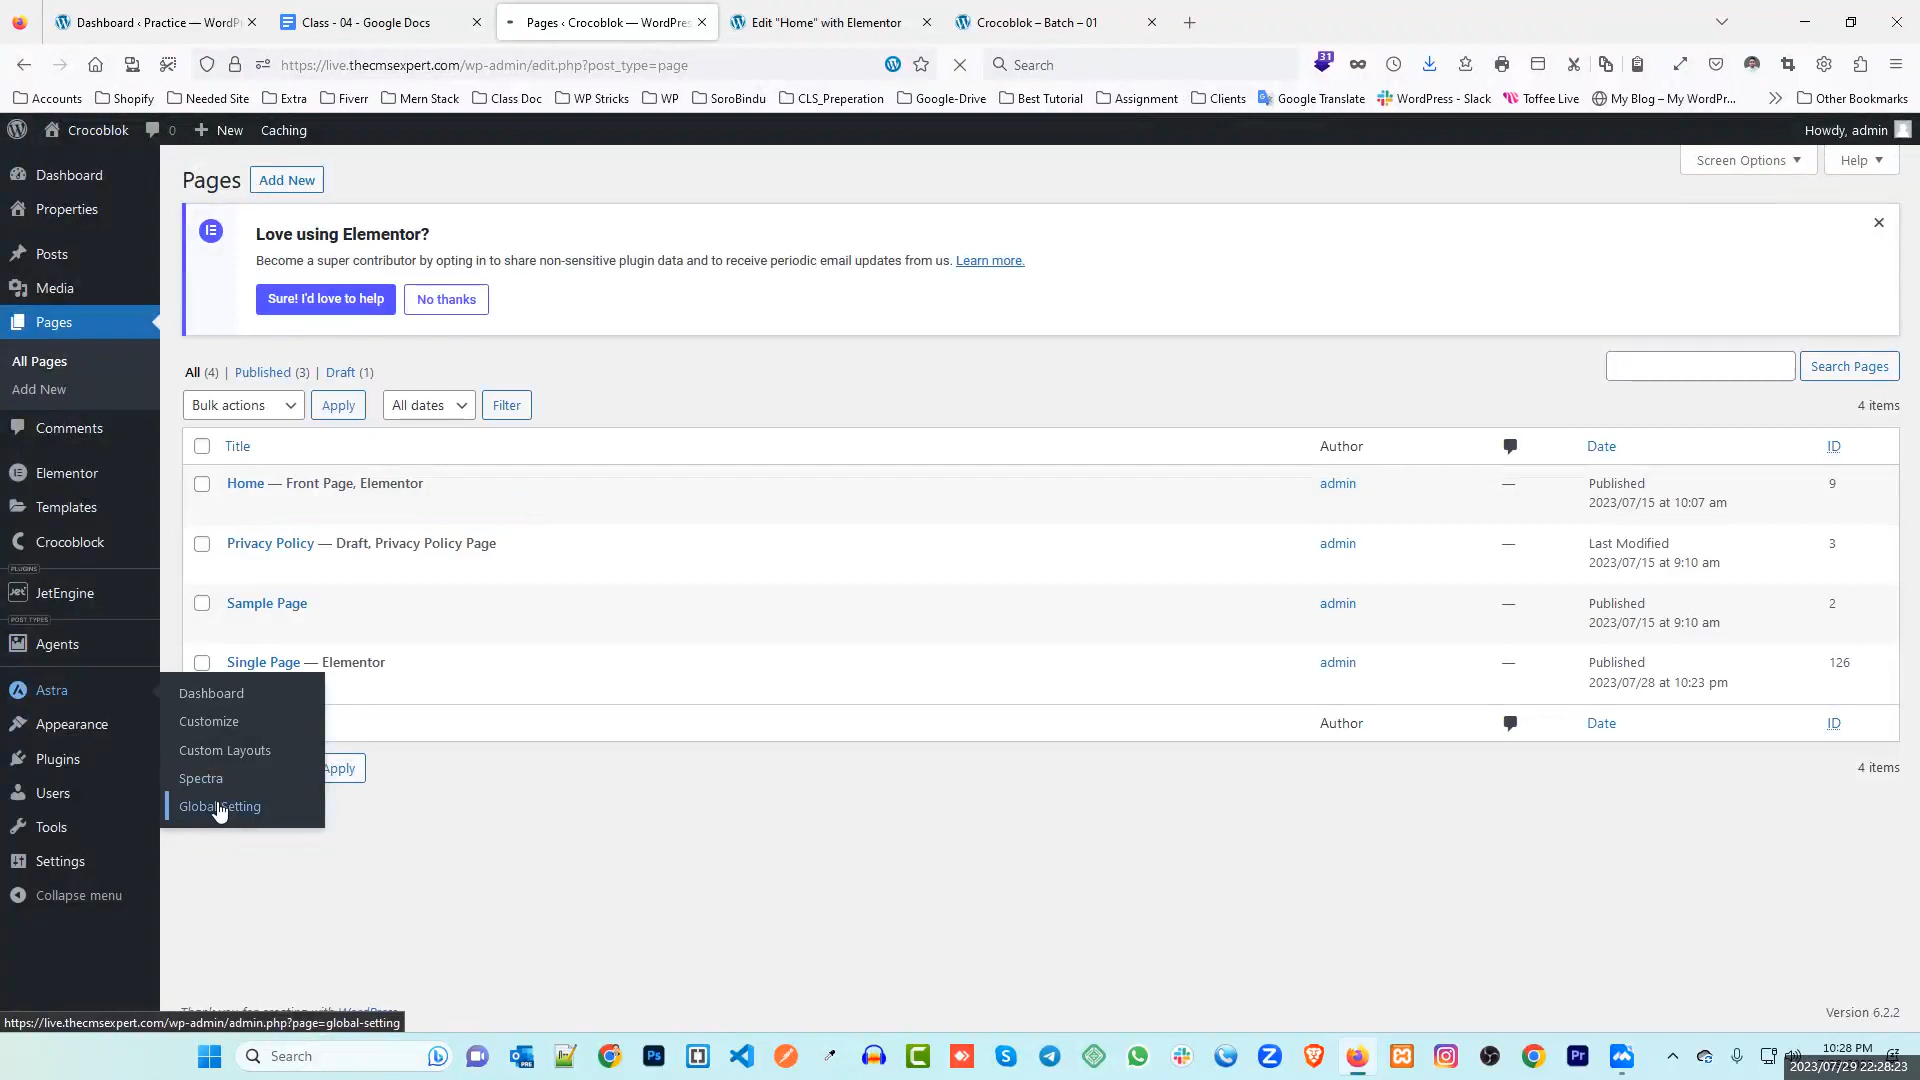 Dashboard ‹ Practice — WordP
Class - 04 - Google Docs
Pages ‹ Crocoblok — WordPres
Edit "Home" with Elementor
Crocoblok – Batch – 01
https://live.thecmsexpert.com/wp-admin/edit.php?post_type=page
Search
31
Accounts
Shopify
Needed Site
Extra
Fiverr
Mern Stack
Class Doc
WP Stricks
WP
SoroBindu
CLS_Preperation
Google-Drive
Best Tutorial
Assignment
Clients
Google Translate
WordPress - Slack
Toffee Live
My Blog – My WordPr...
Other Bookmarks
Crocoblok
0
New
Caching
Howdy, admin
Dashboard
Properties
Posts
Media
Pages
All Pages
Add New
Comments
Elementor
Templates
Crocoblock
PLUGINS
JetEngine
POST TYPES
Agents
Astra
Appearance
Plugins
Users
Tools
Settings
Collapse menu
Dashboard
Customize
Custom Layouts
Spectra
Global Setting
Screen Options
Help
Pages
Add New
Love using Elementor?
Become a super contributor by opting in to share non-sensitive plugin data and to receive periodic email updates from us. Learn more.
Sure! I'd love to help
No thanks
All (4) | Published (3) | Draft (1)
Search Pages
Bulk actions
Apply
All dates
Filter
4 items
Title
Author
Date
ID
Home — Front Page, Elementor
admin
—
Published
2023/07/15 at 10:07 am
9
Privacy Policy — Draft, Privacy Policy Page
admin
—
Last Modified
2023/07/15 at 9:10 am
3
Sample Page
admin
—
Published
2023/07/15 at 9:10 am
2
Single Page — Elementor
admin
—
Published
2023/07/28 at 10:23 pm
126
Author
Date
ID
Apply
4 items
Thank you for creating with WordPress.
Version 6.2.2
https://live.thecmsexpert.com/wp-admin/admin.php?page=global-setting
Search
10:28 PM
2023/07/29 22:28:23